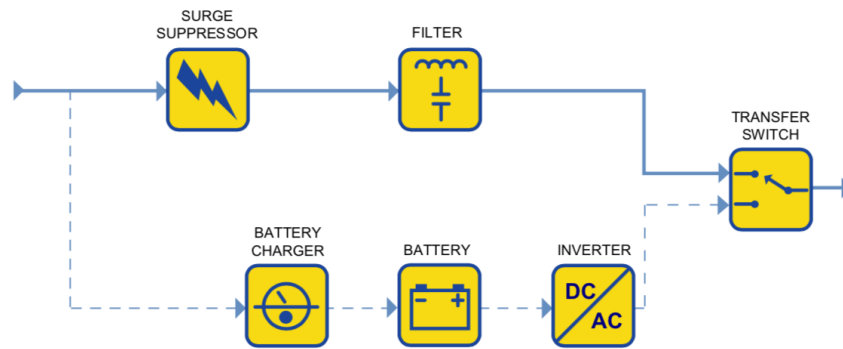 SURGE
SUPPRESSOR
FILTER
TRANSFER
SWITCH
BATTERY
CHARGER
BATTERY
INVERTER
- +
DC
AC